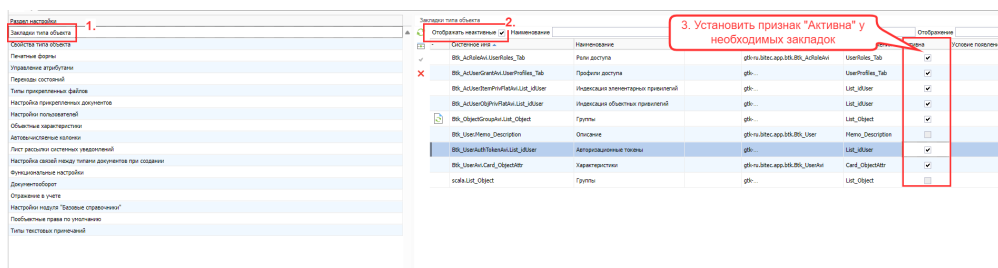 Раздел настройки
Закладки типа объекта
1.
Свойства типа объекта
Печатные формы
Управление атрибутами
Переходы состояний
Типы прикрепленных файлов
Настройка прикрепленных документов
Настройки пользователей
Объектные характеристики
Автовычисляемые колонки
Лист рассылки системных уведомлений
Настройка связей между типами документов при создании
Функциональные настройки
Документооборот
Отражение в учете
Настройки модуля "Базовые справочники"
Пообъектные права по умолчанию
Типы текстовых примечаний
Закладки типа объекта
2.
Отображать неактивные Наименование Отображение
3. Установить признак "Активна" у
необходимых закладок
Системное имя Наименование Условие появлен
Btk_AcRoleAvi.UserRoles_Tab Роли доступа gtk-ru.bitec.app.btk.Btk_AcRoleAvi UserRoles_Tab
Btk_AcUserGrantAvi.UserProfiles_Tab Профили доступа gtk-... UserProfiles_Tab
Btk_AcUserItemPrivFlatAvi.List_idUser Индексация элементарных привилегий gtk-... List_idUser
Btk_AcUserObjPrivFlatAvi.List_idUser Индексация объектных привилегий gtk-... List_idUser
Btk_ObjectGroupAvi.List_Object Группы gtk-... List_Object
Btk_User.Memo_Description Описание gtk-ru.bitec.app.btk.Btk_User Memo_Description
Btk_UserAuthTokenAvi.List_idUser Авторизационные токены gtk-... List_idUser
Btk_UserAvi.Card_ObjectAttr Характеристики gtk-ru.bitec.app.btk.Btk_UserAvi Card_ObjectAttr
scala.List_Object Группы gtk-... List_Object